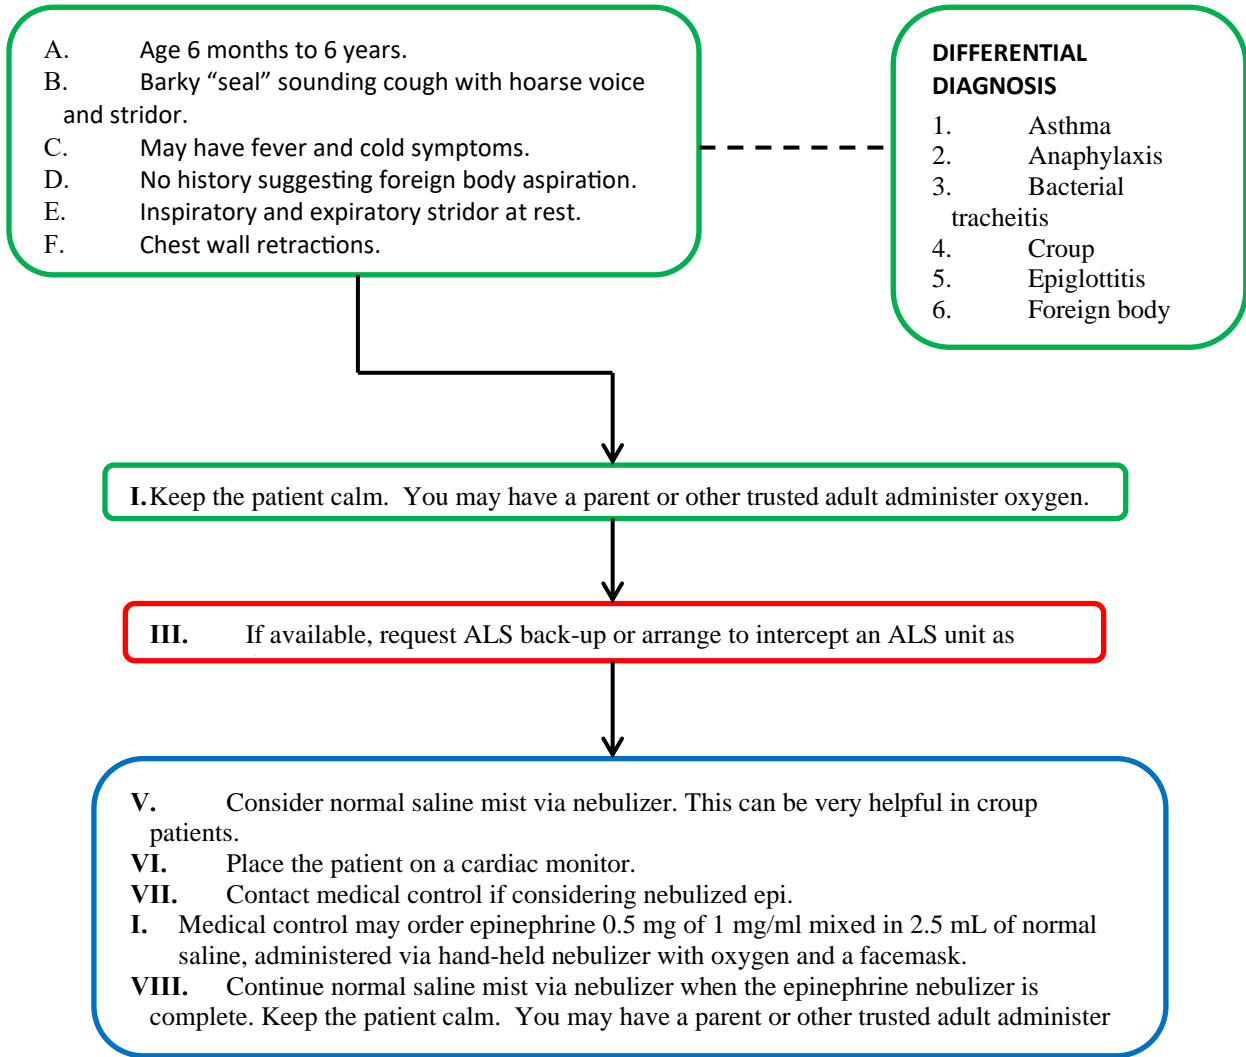 A. Age 6 months to 6 years.
B. Barky “seal” sounding cough with hoarse voice
and stridor.
C. May have fever and cold symptoms.
D. No history suggesting foreign body aspiration.
E. Inspiratory and expiratory stridor at rest.
F. Chest wall retractions.
DIFFERENTIAL
DIAGNOSIS
1. Asthma
2. Anaphylaxis
3. Bacterial
tracheitis
4. Croup
5. Epiglottitis
6. Foreign body
I. Keep the patient calm. You may have a parent or other trusted adult administer oxygen.
III. If available, request ALS back-up or arrange to intercept an ALS unit as
V. Consider normal saline mist via nebulizer. This can be very helpful in croup
patients.
VI. Place the patient on a cardiac monitor.
VII. Contact medical control if considering nebulized epi.
I. Medical control may order epinephrine 0.5 mg of 1 mg/ml mixed in 2.5 mL of normal
saline, administered via hand-held nebulizer with oxygen and a facemask.
VIII. Continue normal saline mist via nebulizer when the epinephrine nebulizer is
complete. Keep the patient calm. You may have a parent or other trusted adult administer